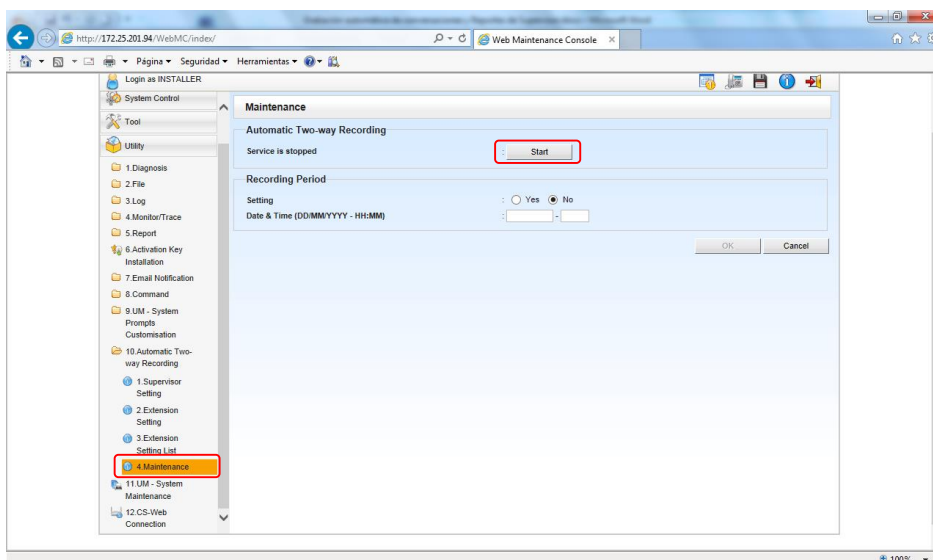 http://172.25.201.94/WebMC/index/
Web Maintenance Console
Página
Seguridad
Herramientas
Login as INSTALLER
System Control
Tool
Utility
1.Diagnosis
2.File
3.Log
4.Monitor/Trace
5.Report
6.Activation Key
Installation
7.Email Notification
8.Command
9.UM - System
Prompts
Customisation
10.Automatic Two-
way Recording
1.Supervisor
Setting
2.Extension
Setting
3.Extension
Setting List
4.Maintenance
11.UM - System
Maintenance
12.CS-Web
Connection
Maintenance
Automatic Two-way Recording
Service is stopped : Start
Recording Period
Setting : Yes No
Date & Time (DD/MM/YYYY - HH:MM) : -
OK Cancel
100%